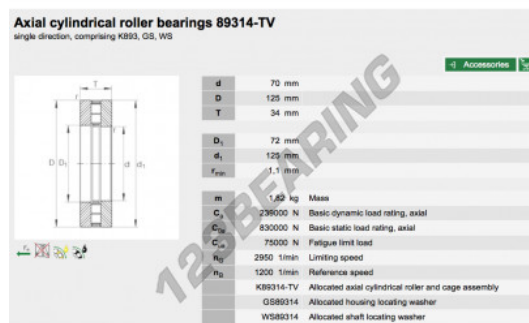 Axial cylindrical roller bearings 89314-TV
single direction, comprising K893, GS, WS
Accessories
T
r
r
D D1 d d1
d 70 mm
D 125 mm
T 34 mm
D1 72 mm
d1 125 mm
rmin 1,1 mm
m 1,82 kg Mass
Ca 239000 N Basic dynamic load rating, axial
C0a 830000 N Basic static load rating, axial
Cua 75000 N Fatigue limit load
nG 2950 1/min Limiting speed
nB 1200 1/min Reference speed
K89314-TV Allocated axial cylindrical roller and cage assembly
GS89314 Allocated housing locating washer
WS89314 Allocated shaft locating washer
123BEARING